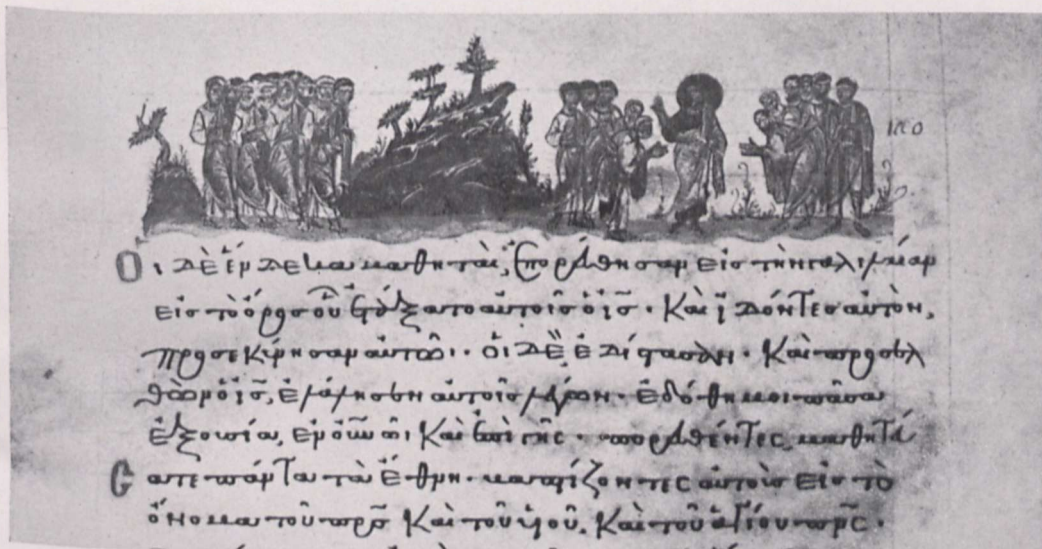 Οἱ δὲ ἕνδεκα μαθηταὶ, ἐπορεύθησαν εἰς τὴν γαλιλαίαν
εἰς τὸ ὄρος οὗ ἐτάξατο αὐτοῖς ὁ ις̅· Καὶ ἰδόντες αὐτὸν,
προσεκύνησαν αὐτῶ· οἱ δὲ ἐδίστασαν· Καὶ προσελ
θὼν ὁ ις̅, ἐλάλησεν αὐτοῖς λέγων· ἐδόθη μοι πᾶσα
ἐξουσία, ἐν οὐνῶ, Καὶ ἐπὶ γῆς· πορευθέντες μαθητεύ
Σατε πάντα τὰ ἔθνη· βαπτίζοντες αὐτοὺς εἰς τὸ
ὄνομα τοῦ πρ̅ς Καὶ τοῦ υἱοῦ, Καὶ τοῦ ἁγίου πν̅ς·